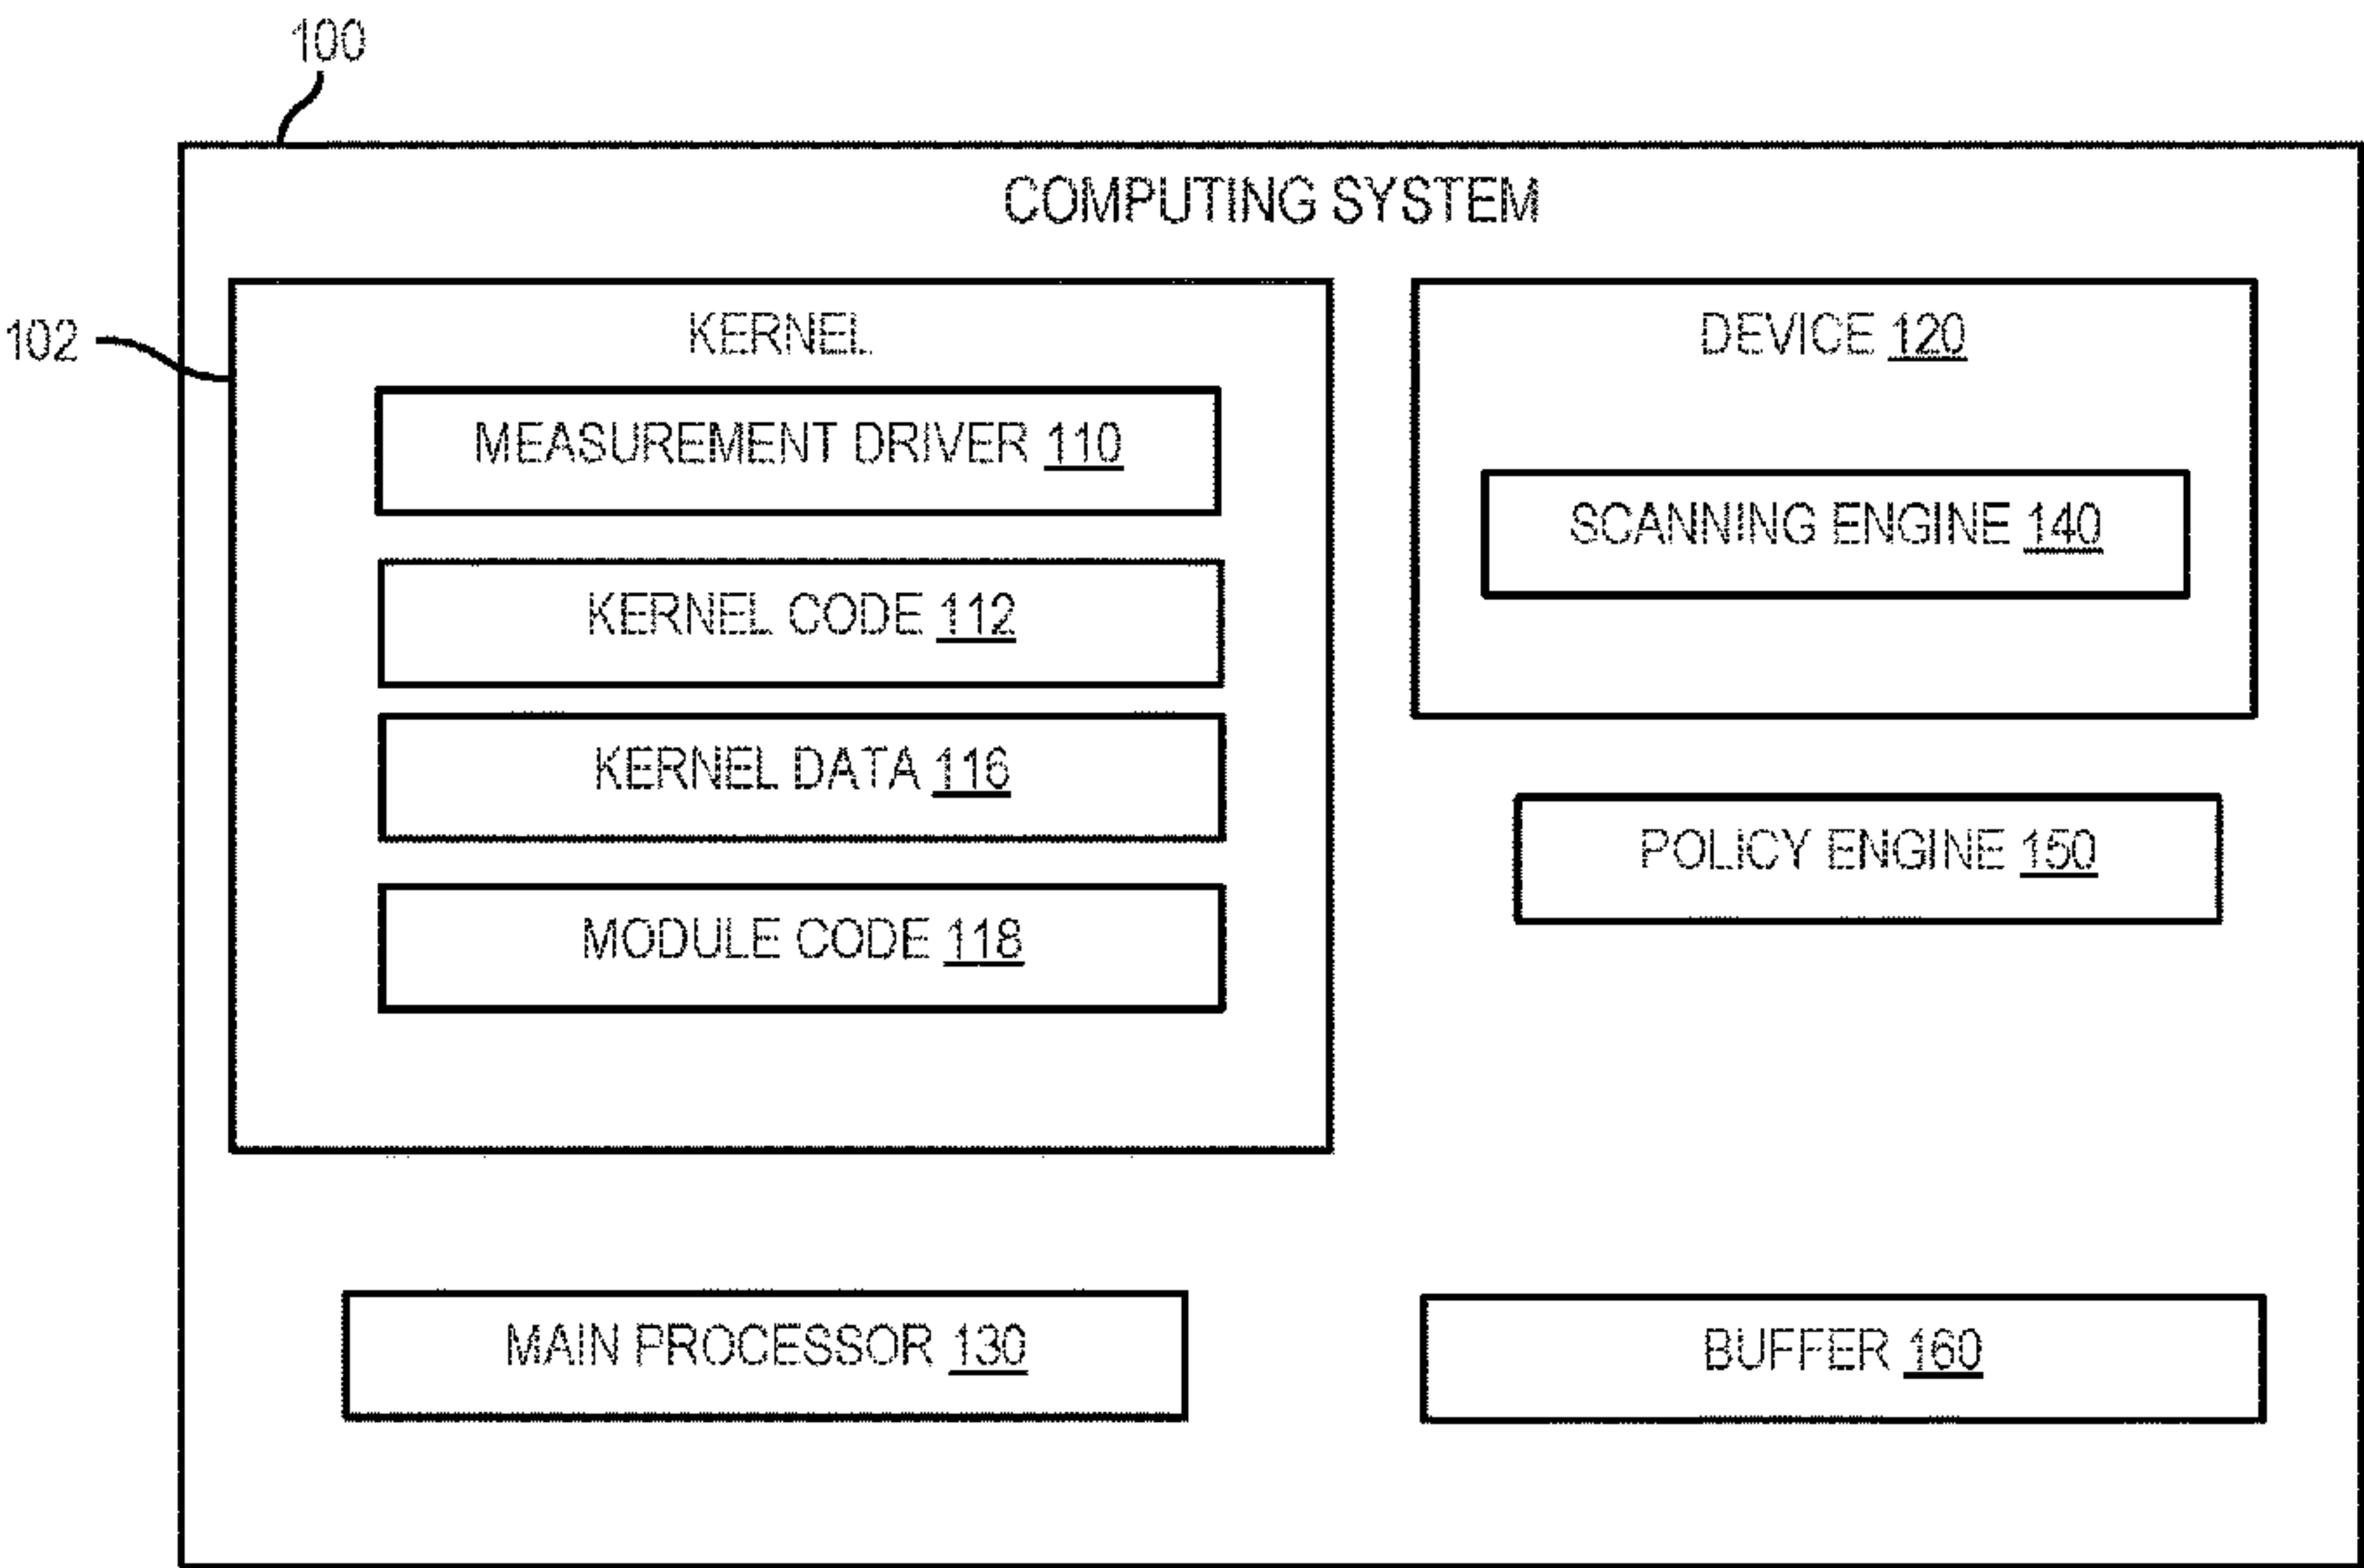 100
COMPUTING SYSTEM
102
KERNEL
MEASUREMENT DRIVER 110
KERNEL CODE 112
KERNEL DATA 116
MODULE CODE 118
DEVICE 120
SCANNING ENGINE 140
POLICY ENGINE 150
MAIN PROCESSOR 130
BUFFER 160